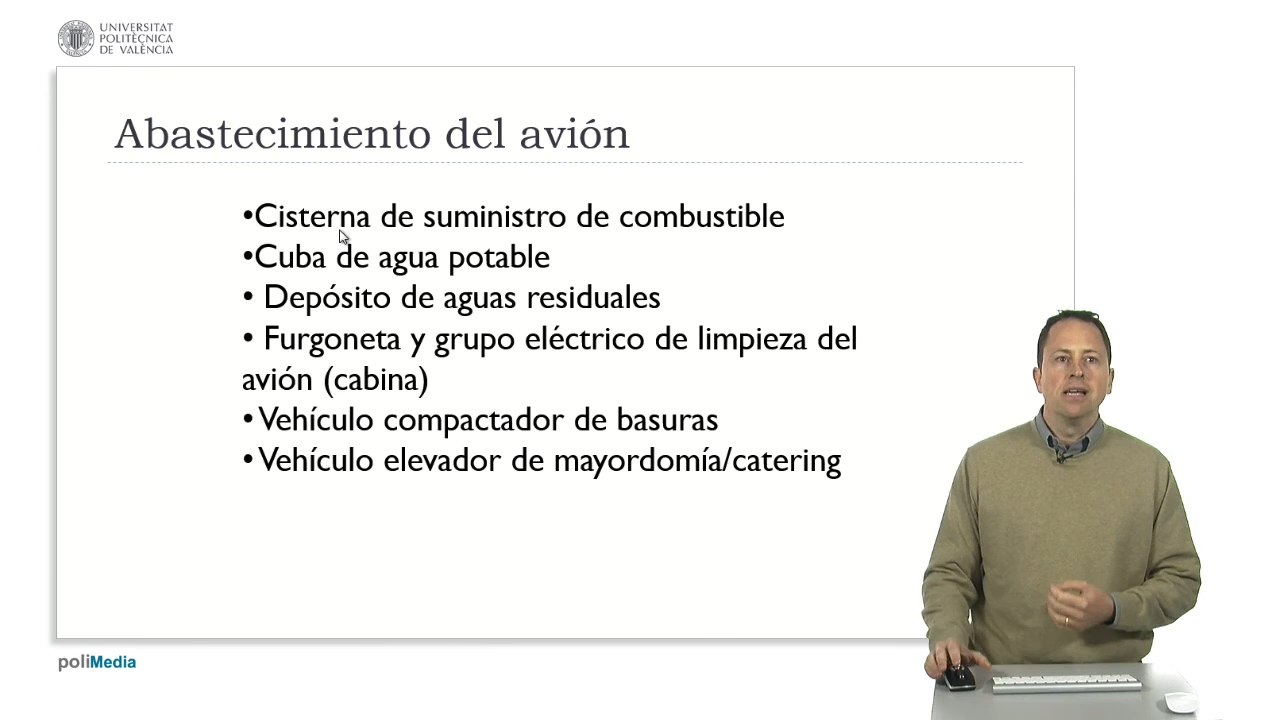 UNIVERSITAT
POLITÈCNICA
DE VALÈNCIA
Abastecimiento del avión
•Cisterna de suministro de combustible
•Cuba de agua potable
• Depósito de aguas residuales
• Furgoneta y grupo eléctrico de limpieza del
avión (cabina)
• Vehículo compactador de basuras
• Vehículo elevador de mayordomía/catering
poliMedia